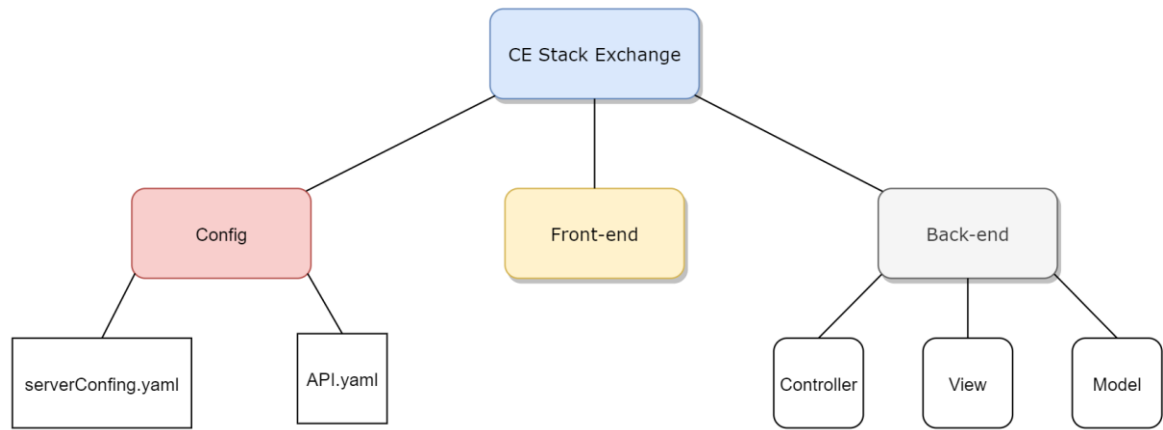 CE Stack Exchange
Config
Front-end
Back-end
serverConfing.yaml
API.yaml
Controller
View
Model